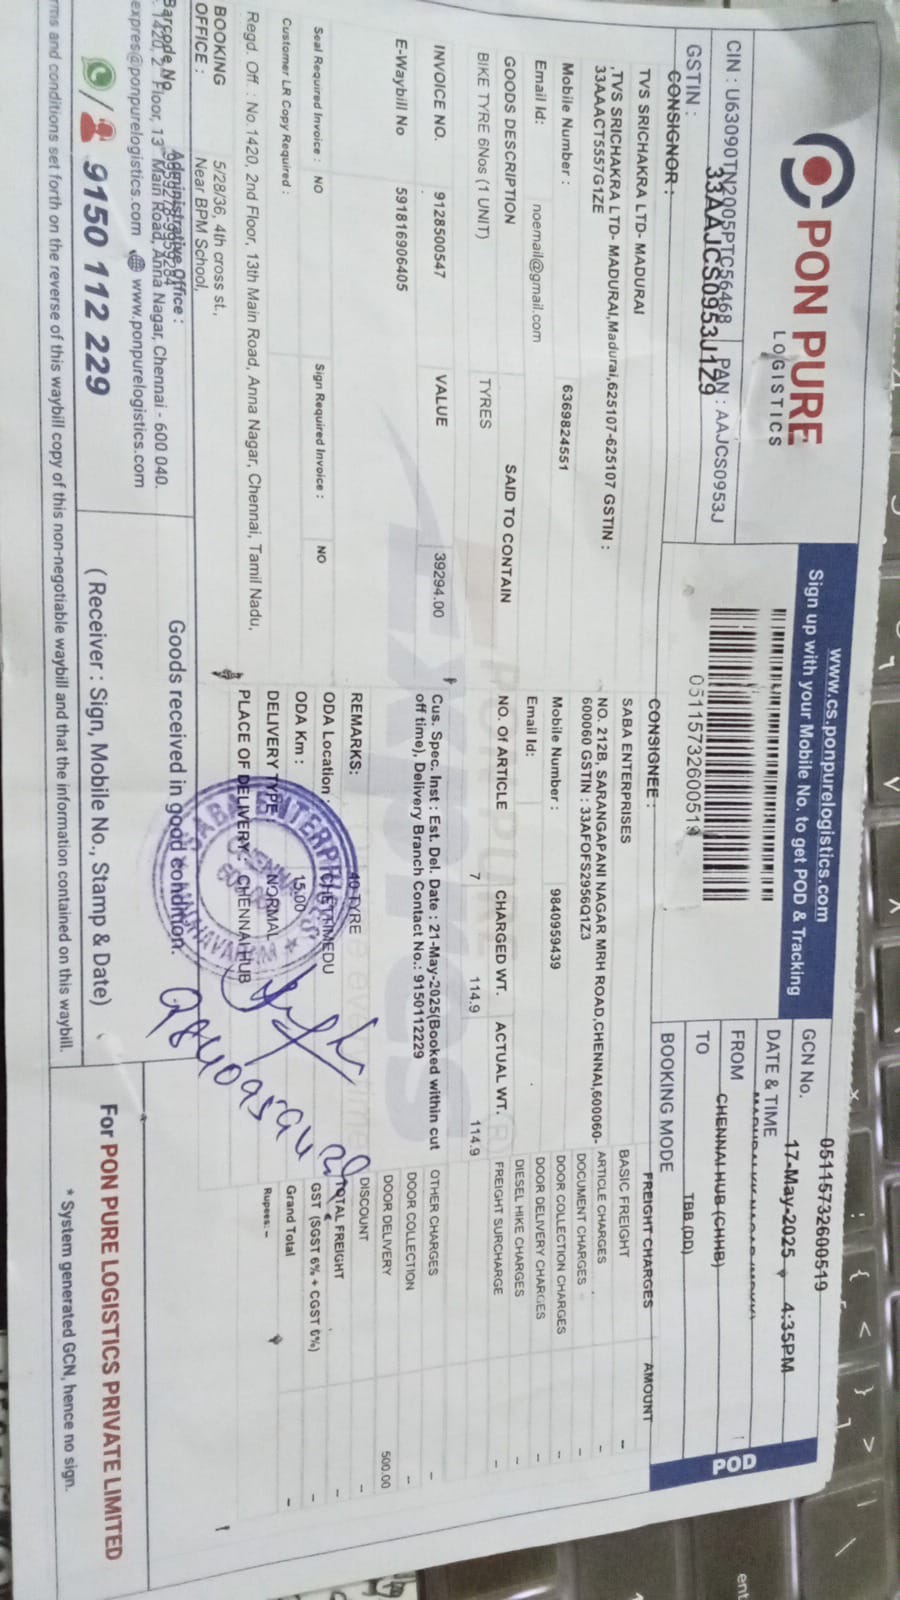 PON PURE
LOGISTICS
CIN : U63090TN2005PTC56468 PAN : AAJCS0953J
GSTIN : 33AAJCS0953J1Z9
www.cs.ponpurelogistics.com
Sign up with your Mobile No. to get POD & Tracking
05115732600519
GCN No. 05115732600519
DATE & TIME 17-May-2025 4:35PM
FROM
TO CHENNAI HUB (CHHB)
BOOKING MODE TBB (DD)
POD
CONSIGNOR :
TVS SRICHAKRA LTD- MADURAI
,TVS SRICHAKRA LTD- MADURAI,Madurai,625107-625107 GSTIN :
33AAACT5557G1ZE
Mobile Number : 6369824551
Email Id: noemail@gmail.com
CONSIGNEE :
SABA ENTERPRISES
NO. 212B, SARANGAPANI NAGAR MRH ROAD,CHENNAI,600060-
600060 GSTIN : 33AFOFS2956Q1Z3
Mobile Number : 9840959439
Email Id:
GOODS DESCRIPTION SAID TO CONTAIN NO. OF ARTICLE CHARGED WT. ACTUAL WT.
BIKE TYRE 6Nos (1 UNIT) TYRES 7 114.9 114.9
INVOICE NO. 9128500547 VALUE 39294.00
E-Waybill No 591816906405
Cus. Spec. Inst : Est. Del. Date : 21-May-2025(Booked within cut
off time), Delivery Branch Contact No.: 9150112229
Seal Required Invoice : NO Sign Required Invoice : NO
Customer LR Copy Required :
REMARKS: 40 TYRE
ODA Location : CHETTIMEDU
ODA Km : 15.00
DELIVERY TYPE NORMAL
PLACE OF DELIVERY: CHENNAI HUB
FREIGHT CHARGES AMOUNT
BASIC FREIGHT -
ARTICLE CHARGES -
DOCUMENT CHARGES
DOOR COLLECTION CHARGES -
DOOR DELIVERY CHARGES -
DIESEL HIKE CHARGES -
FREIGHT SURCHARGE -
OTHER CHARGES -
DOOR COLLECTION -
DOOR DELIVERY 500.00
DISCOUNT -
TOTAL FREIGHT
GST (SGST 6% + CGST 6%) -
Grand Total -
Rupees:-
Regd. Off. : No.1420, 2nd Floor, 13th Main Road, Anna Nagar, Chennai, Tamil Nadu,
BOOKING OFFICE : 5/28/36, 4th cross st.,
Near BPM School,
Barcode No
Administrative Office :
1420, 2nd Floor, 13th Main Road, Anna Nagar, Chennai - 600 040.
expres@ponpurelogistics.com www.ponpurelogistics.com
9150 112 229
Goods received in good condition.
SABA ENTERPRISES
9840959439
( Receiver : Sign, Mobile No., Stamp & Date)
For PON PURE LOGISTICS PRIVATE LIMITED
* System generated GCN, hence no sign.
rms and conditions set forth on the reverse of this waybill copy of this non-negotiable waybill and that the information contained on this waybill.